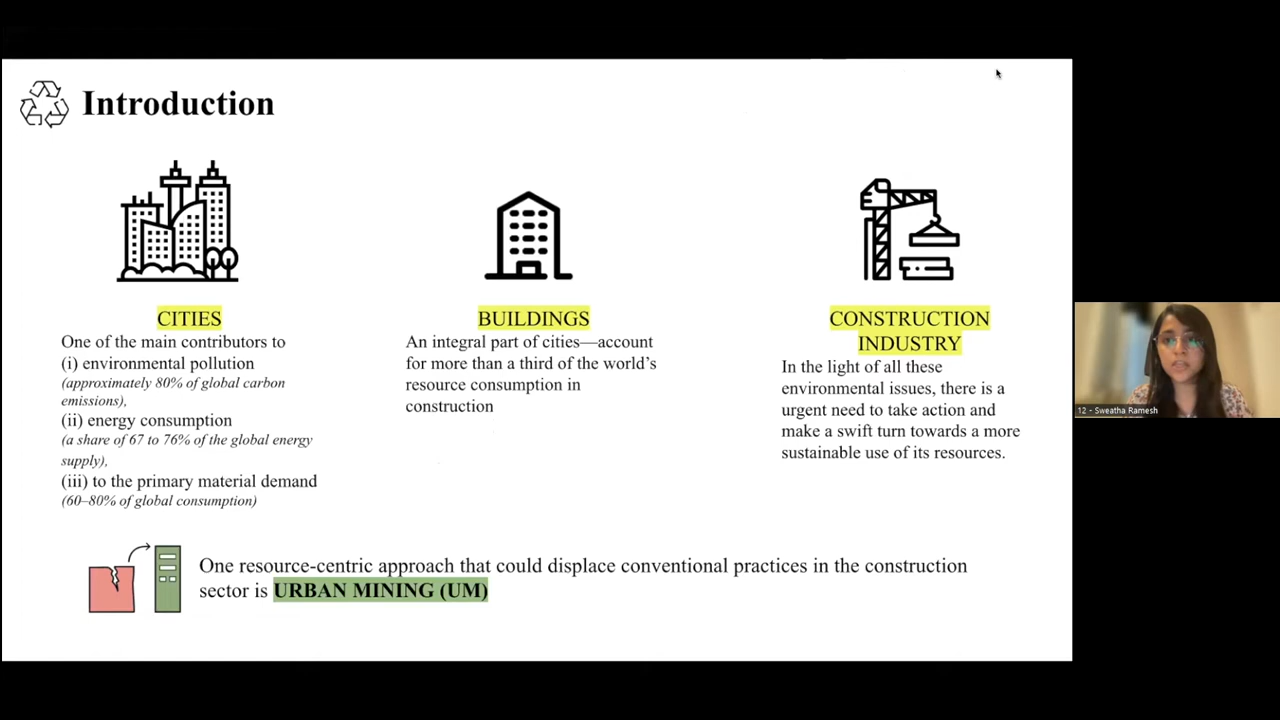 Introduction
CITIES
One of the main contributors to
(i) environmental pollution
(approximately 80% of global carbon
emissions),
(ii) energy consumption
(a share of 67 to 76% of the global energy
supply),
(iii) to the primary material demand
(60–80% of global consumption)
BUILDINGS
An integral part of cities—account
for more than a third of the world’s
resource consumption in
construction
CONSTRUCTION
INDUSTRY
In the light of all these
environmental issues, there is a
urgent need to take action and
make a swift turn towards a more
sustainable use of its resources.
One resource-centric approach that could displace conventional practices in the construction
sector is URBAN MINING (UM)
12 - Sweatha Ramesh